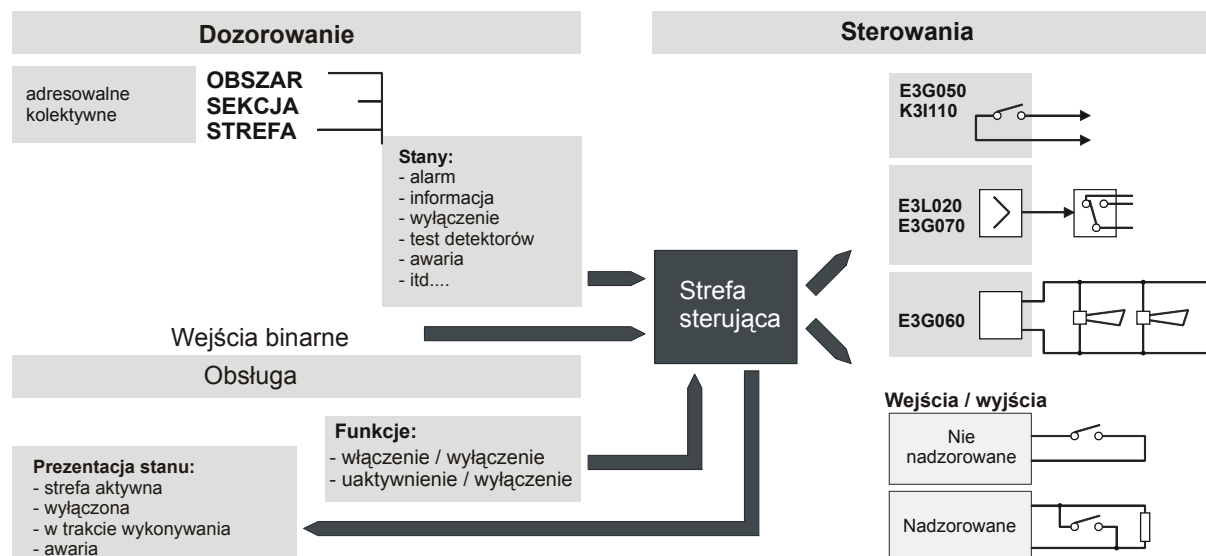 Dozorowanie
Sterowania
adresowalne
kolektywne
OBSZAR
SEKCJA
STREFA
Stany:
- alarm
- informacja
- wyłączenie
- test detektorów
- awaria
- itd....
Wejścia binarne
Obsługa
Funkcje:
- włączenie / wyłączenie
- uaktywnienie / wyłączenie
Prezentacja stanu:
- strefa aktywna
- wyłączona
- w trakcie wykonywania
- awaria
Strefa
sterująca
E3G050
K3I110
E3L020
E3G070
E3G060
Wejścia / wyjścia
Nie
nadzorowane
Nadzorowane